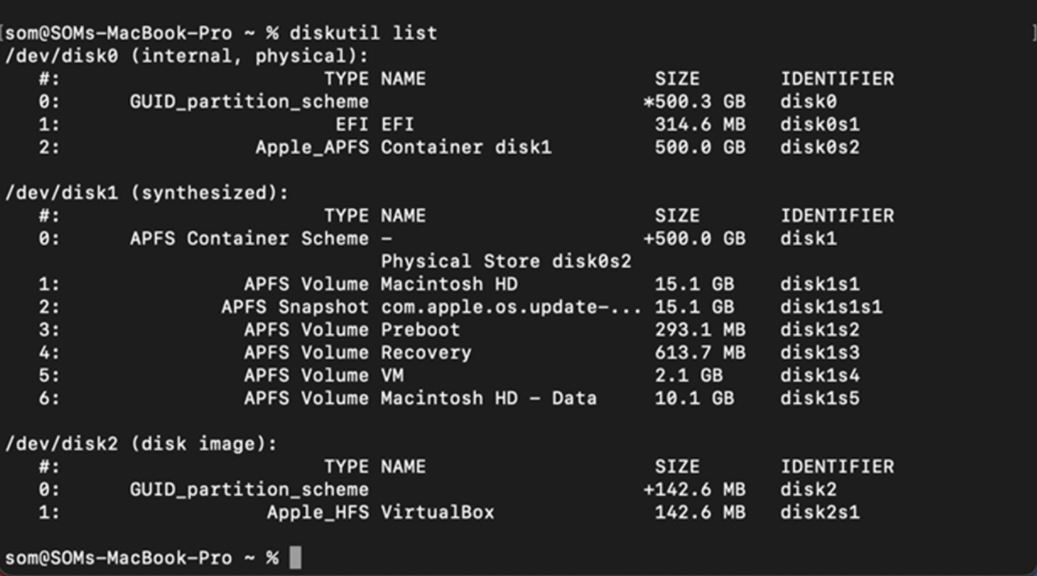 [som@SOMs-MacBook-Pro ~ % diskutil list ]
/dev/disk0 (internal, physical):
#: TYPE NAME SIZE IDENTIFIER
0: GUID_partition_scheme *500.3 GB disk0
1: EFI EFI 314.6 MB disk0s1
2: Apple_APFS Container disk1 500.0 GB disk0s2
/dev/disk1 (synthesized):
#: TYPE NAME SIZE IDENTIFIER
0: APFS Container Scheme - +500.0 GB disk1
Physical Store disk0s2
1: APFS Volume Macintosh HD 15.1 GB disk1s1
2: APFS Snapshot com.apple.os.update-... 15.1 GB disk1s1s1
3: APFS Volume Preboot 293.1 MB disk1s2
4: APFS Volume Recovery 613.7 MB disk1s3
5: APFS Volume VM 2.1 GB disk1s4
6: APFS Volume Macintosh HD - Data 10.1 GB disk1s5
/dev/disk2 (disk image):
#: TYPE NAME SIZE IDENTIFIER
0: GUID_partition_scheme +142.6 MB disk2
1: Apple_HFS VirtualBox 142.6 MB disk2s1
som@SOMs-MacBook-Pro ~ %